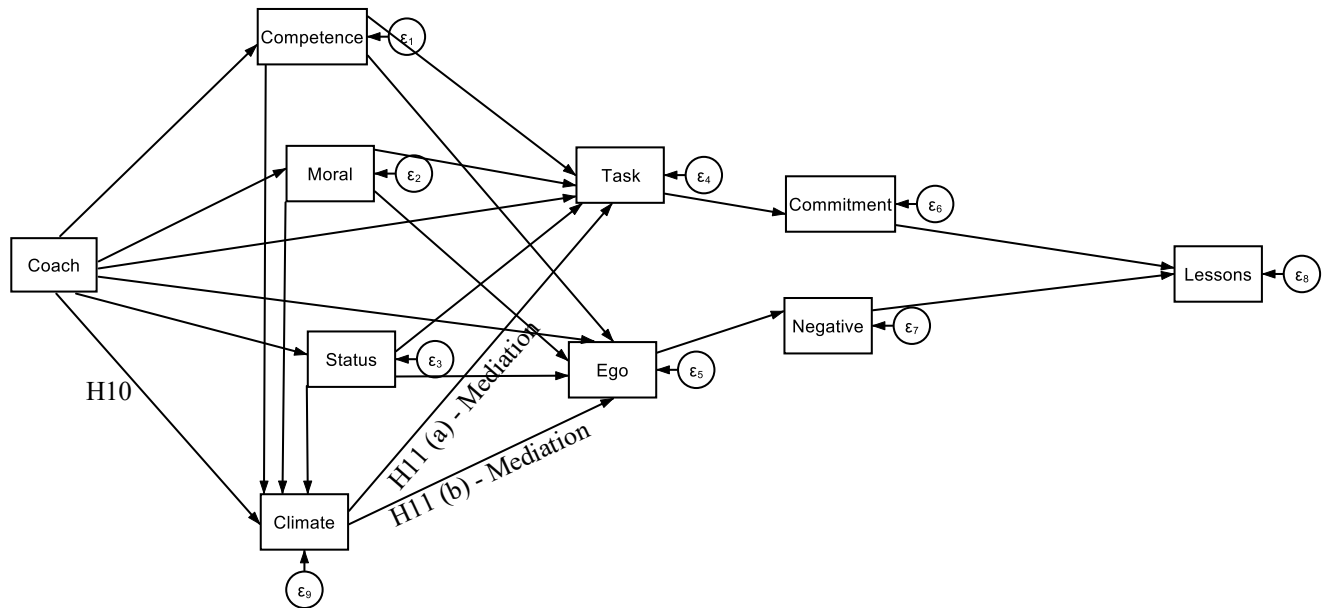 Competence
ε1
Moral
ε2
Task
ε4
Commitment
ε6
Coach
Lessons
ε8
Status
ε3
Negative
ε7
Ego
ε5
H10
H11 (a) - Mediation
H11 (b) - Mediation
Climate
ε9